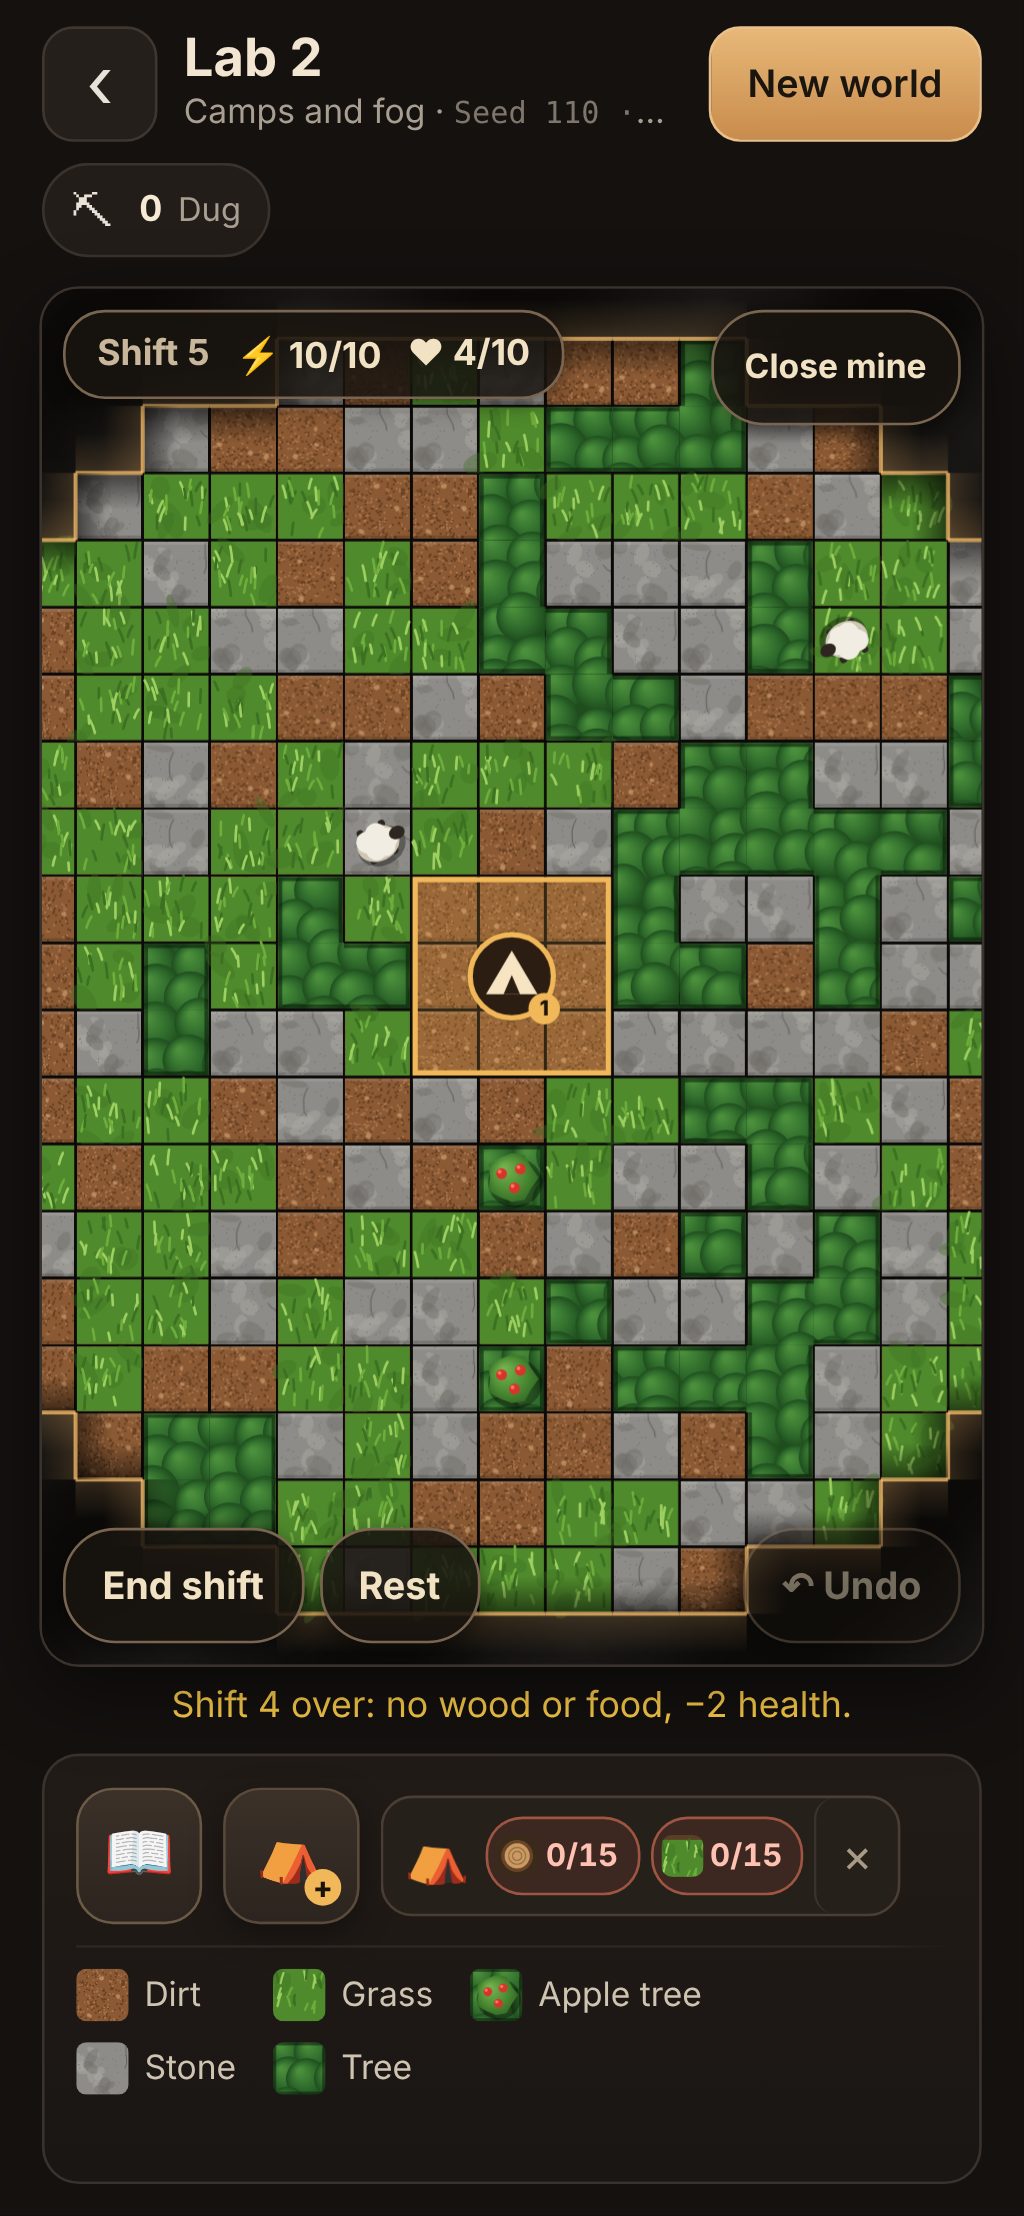 Lab 2
Camps and fog · Seed 110 ·…
New world
0 Dug
Shift 5 10/10 4/10
Close mine
1
End shift
Rest
Undo
Shift 4 over: no wood or food, −2 health.
+
0/15
0/15
×
Dirt
Grass
Apple tree
Stone
Tree